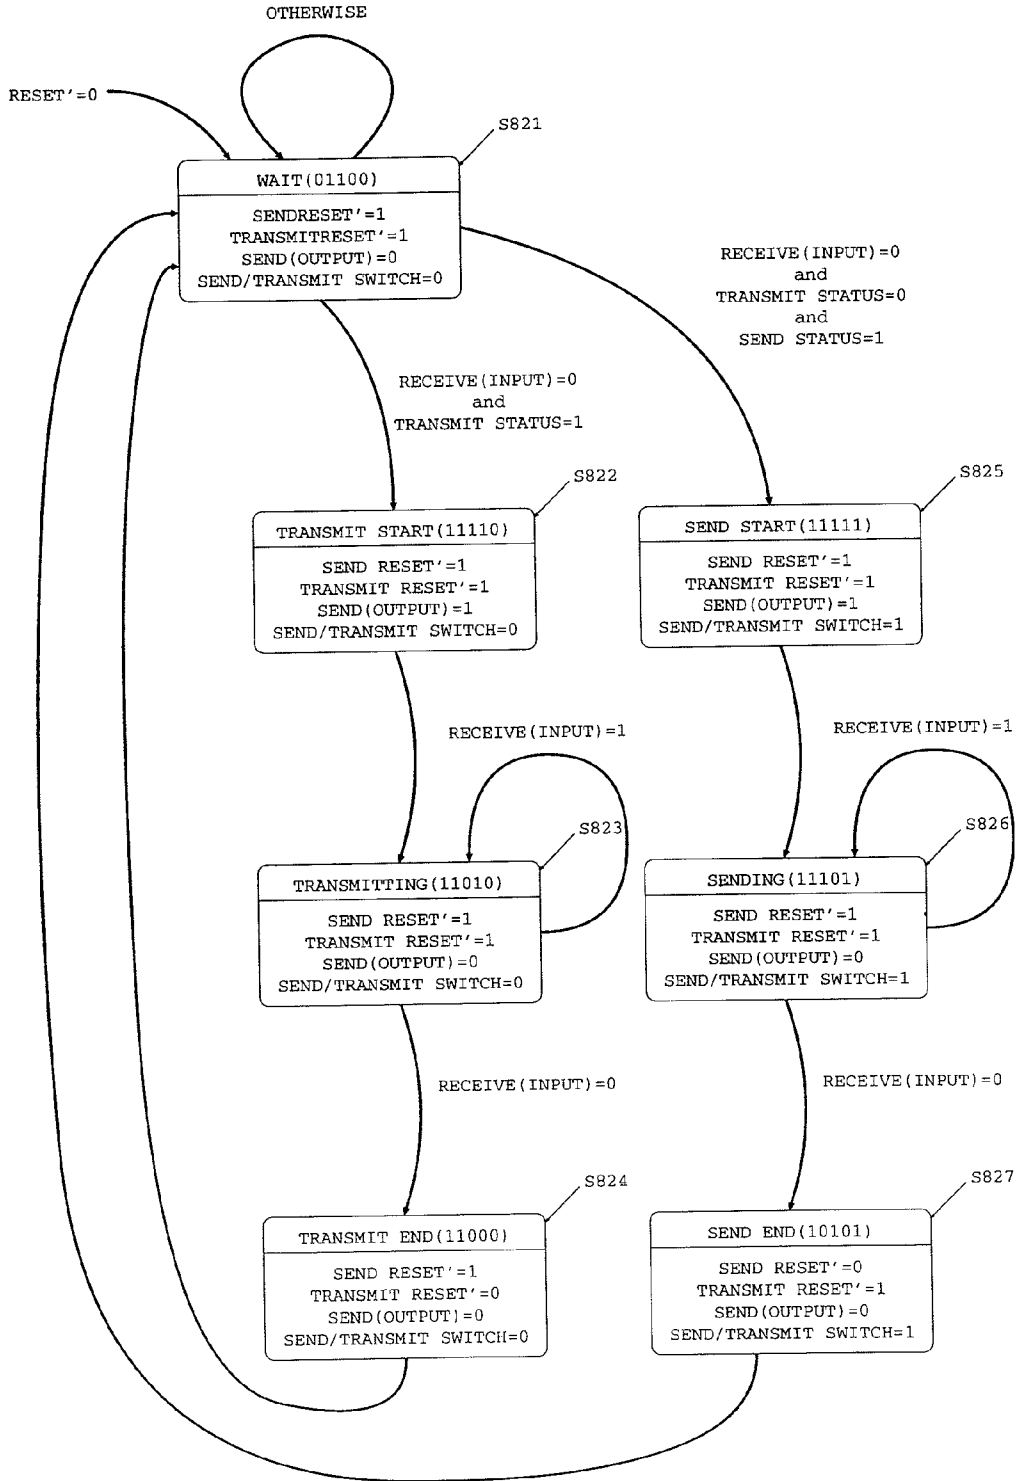 OTHERWISE
RESET'=0
S821
WAIT(01100)
SENDRESET'=1
TRANSMITRESET'=1
SEND(OUTPUT)=0
SEND/TRANSMIT SWITCH=0
RECEIVE(INPUT)=0
and
TRANSMIT STATUS=0
and
SEND STATUS=1
RECEIVE(INPUT)=0
and
TRANSMIT STATUS=1
S822
TRANSMIT START(11110)
SEND RESET'=1
TRANSMIT RESET'=1
SEND(OUTPUT)=1
SEND/TRANSMIT SWITCH=0
S825
SEND START(11111)
SEND RESET'=1
TRANSMIT RESET'=1
SEND(OUTPUT)=1
SEND/TRANSMIT SWITCH=1
RECEIVE(INPUT)=1
S823
TRANSMITTING(11010)
SEND RESET'=1
TRANSMIT RESET'=1
SEND(OUTPUT)=0
SEND/TRANSMIT SWITCH=0
RECEIVE(INPUT)=1
S826
SENDING(11101)
SEND RESET'=1
TRANSMIT RESET'=1
SEND(OUTPUT)=0
SEND/TRANSMIT SWITCH=1
RECEIVE(INPUT)=0
RECEIVE(INPUT)=0
S824
TRANSMIT END(11000)
SEND RESET'=1
TRANSMIT RESET'=0
SEND(OUTPUT)=0
SEND/TRANSMIT SWITCH=0
S827
SEND END(10101)
SEND RESET'=0
TRANSMIT RESET'=1
SEND(OUTPUT)=0
SEND/TRANSMIT SWITCH=1